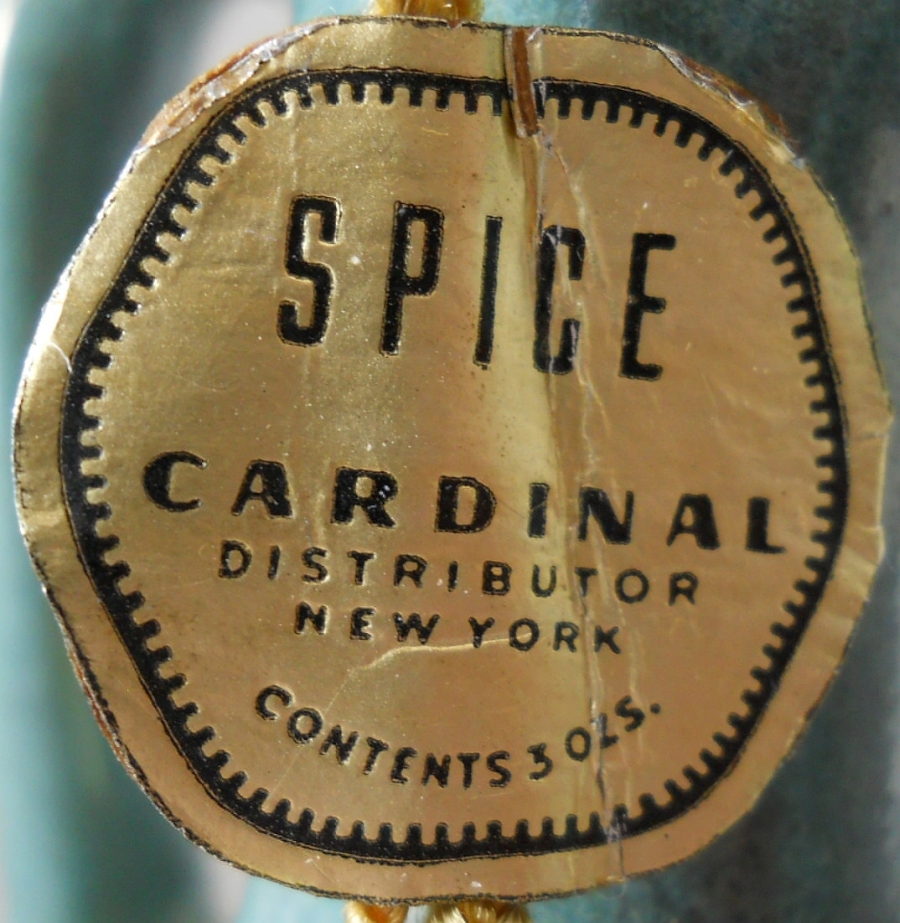 SPICE
CARDINAL
DISTRIBUTOR
NEW YORK
CONTENTS 3 OZS.